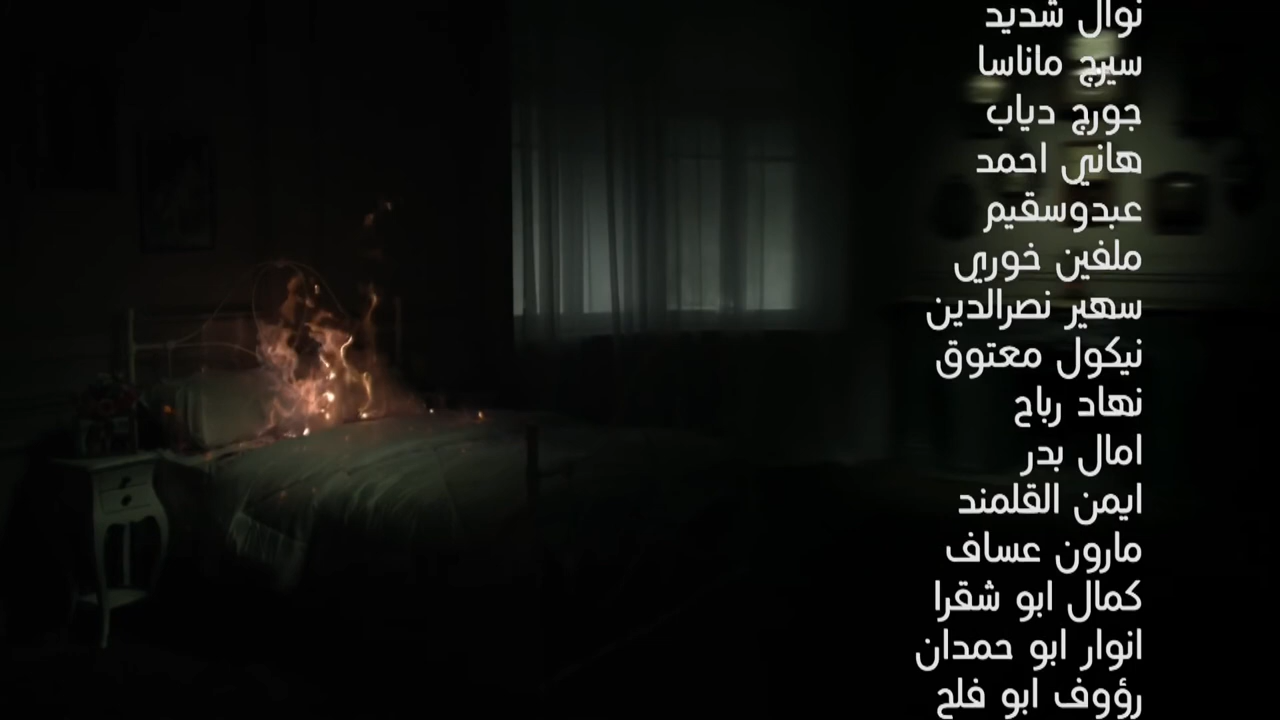 نوال شديد
سيرج ماناسا
جورج دياب
هاني احمد
عبدوسقيم
ملفين خوري
سهير نصرالدين
نيكول معتوق
نهاد رباح
امال بدر
ايمن القلمند
مارون عساف
كمال ابو شقرا
انوار ابو حمدان
رؤوف ابو فلح